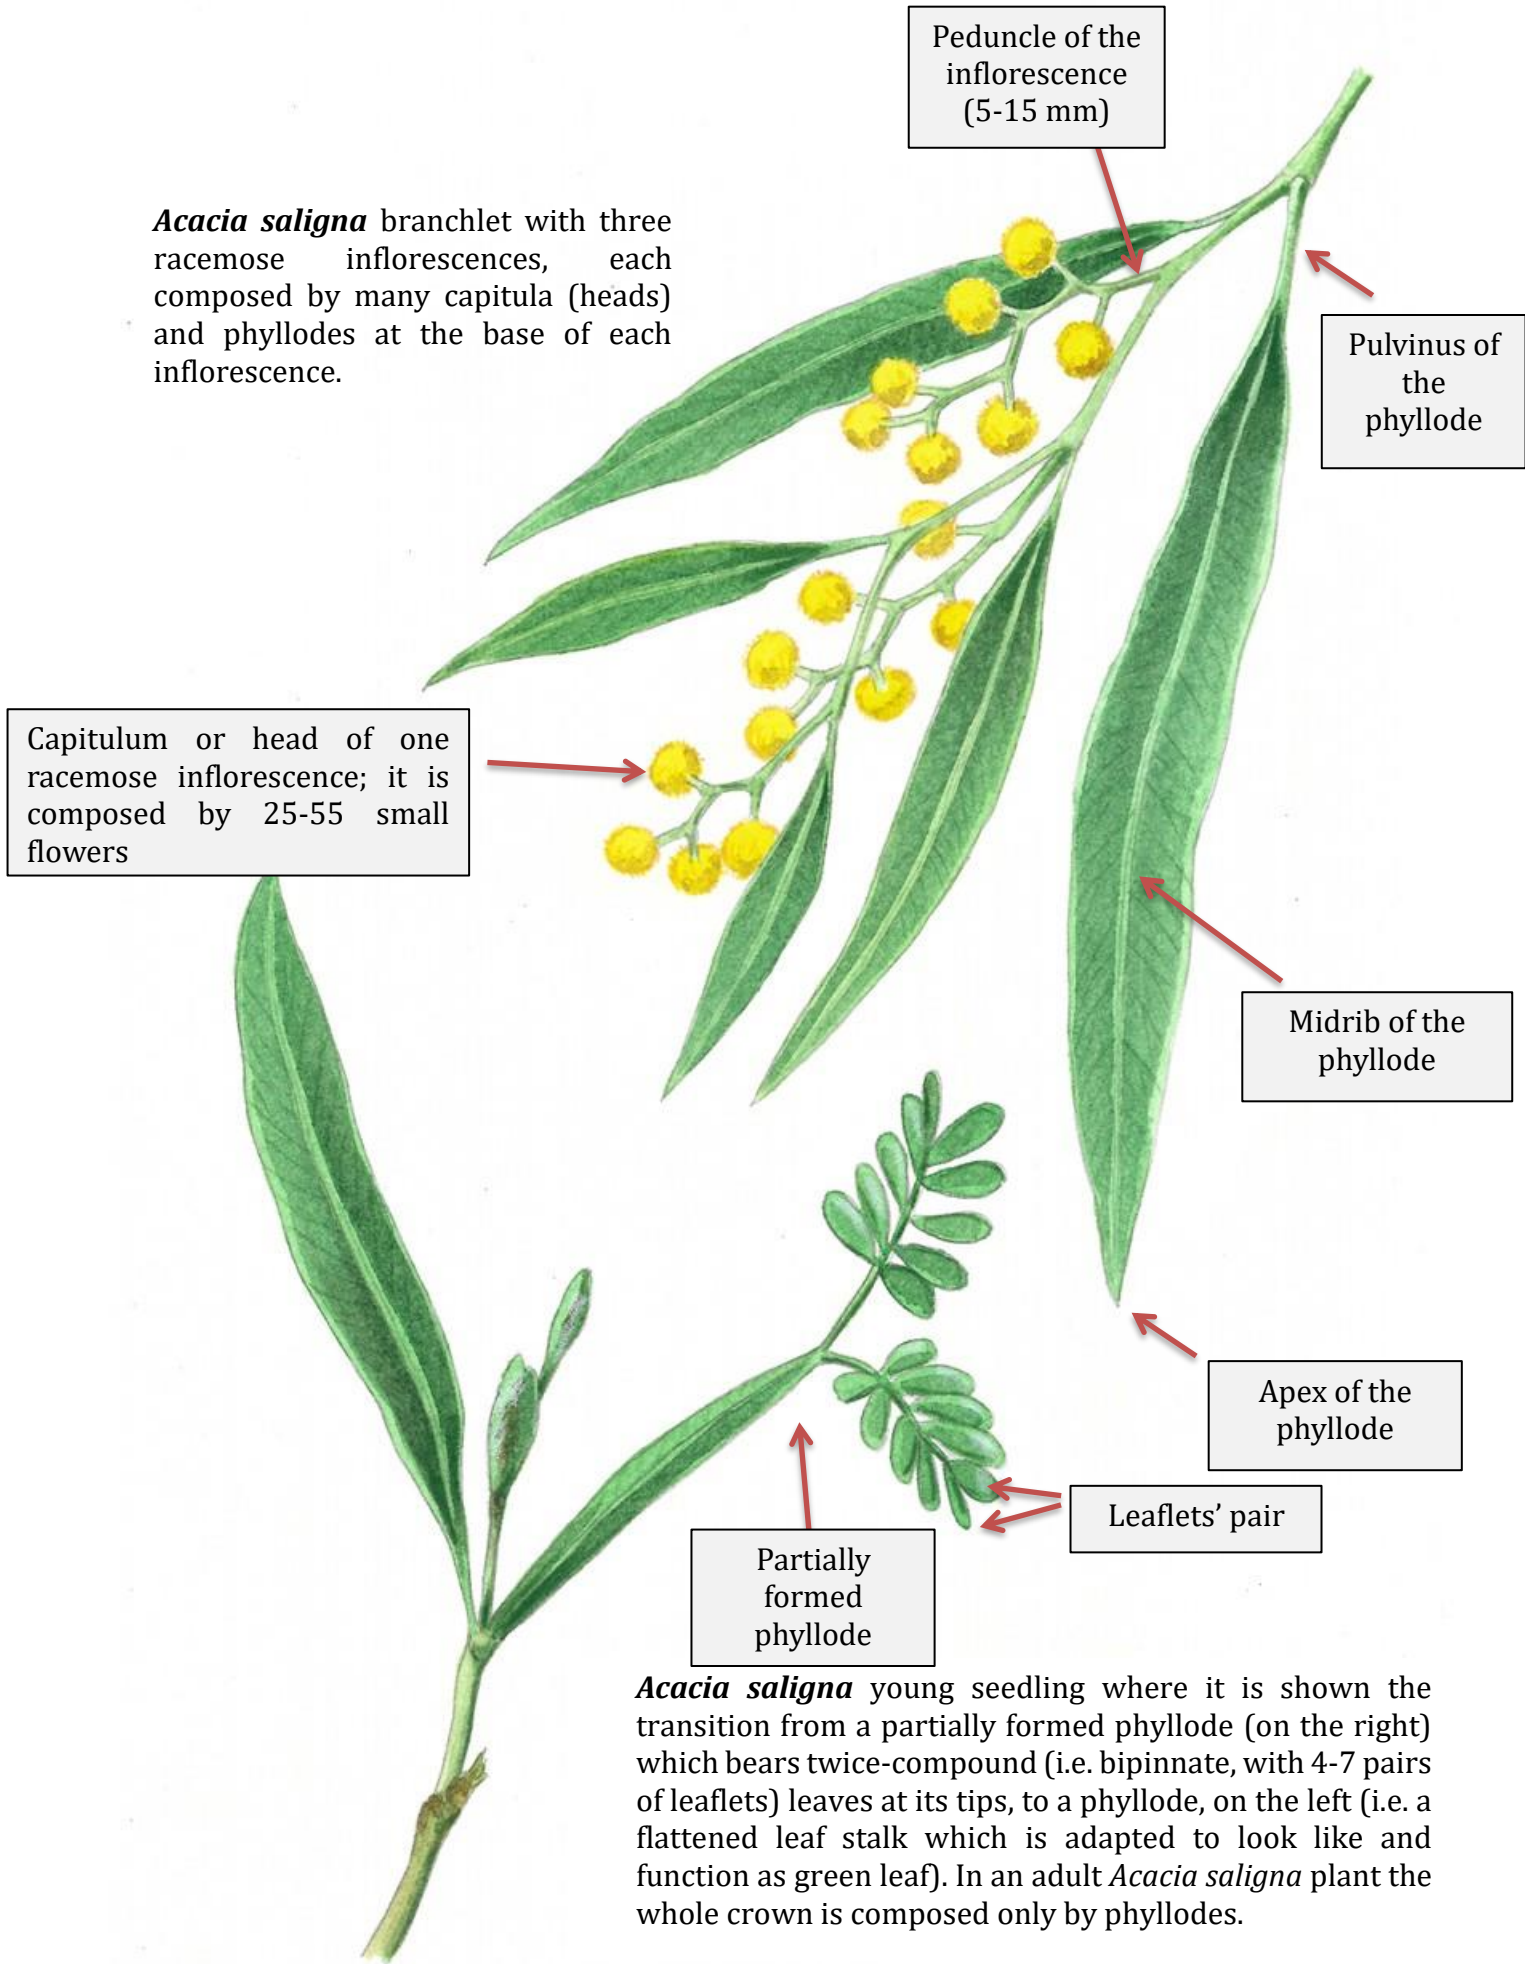 Peduncle of the
inflorescence
(5-15 mm)
Acacia saligna branchlet with three
racemose inflorescences, each
composed by many capitula (heads)
and phyllodes at the base of each
inflorescence.
Pulvinus of
the
phyllode
Capitulum or head of one
racemose inflorescence; it is
composed by 25-55 small
flowers
Midrib of the
phyllode
Apex of the
phyllode
Leaflets’ pair
Partially
formed
phyllode
Acacia saligna young seedling where it is shown the
transition from a partially formed phyllode (on the right)
which bears twice-compound (i.e. bipinnate, with 4-7 pairs
of leaflets) leaves at its tips, to a phyllode, on the left (i.e. a
flattened leaf stalk which is adapted to look like and
function as green leaf). In an adult Acacia saligna plant the
whole crown is composed only by phyllodes.